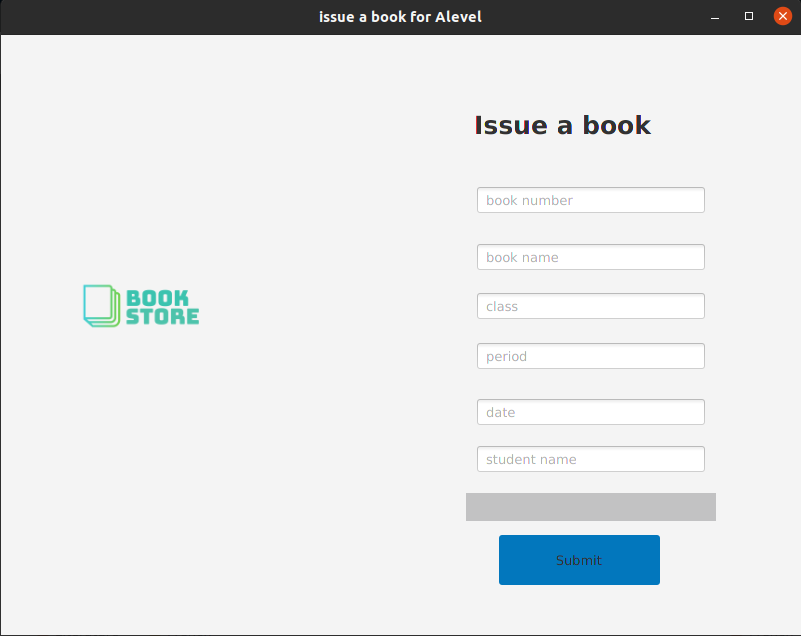 issue a book for Alevel
Issue a book
book number
book name
BOOK
STORE
class
period
date
student name
Submit